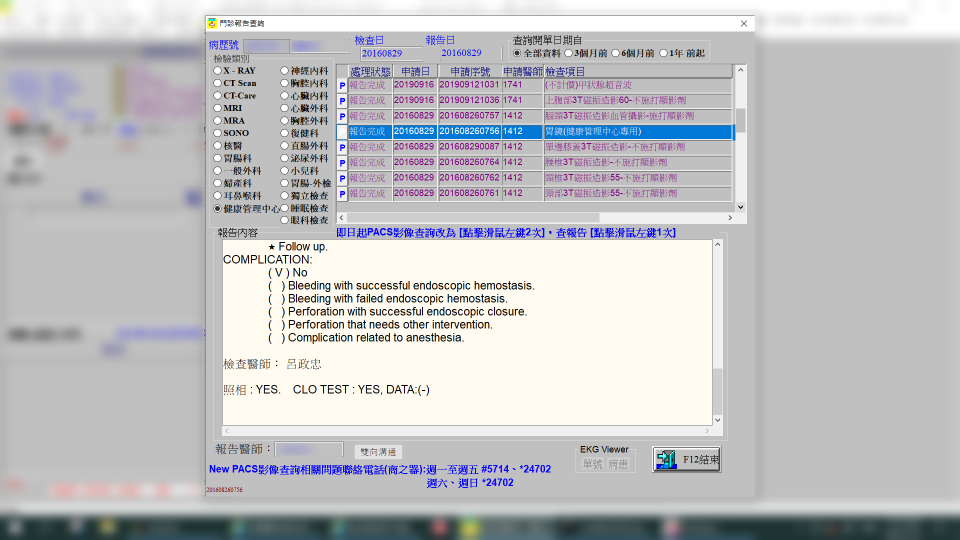 門診報告查詢
病歷號
檢查日
20160829
報告日
20160829
查詢開單日期自
全部資料 3個月前 6個月前 1年 前起
檢驗類別
X - RAY 神經內科
CT Scan 胸腔內科
CT-Care 心臟內科
MRI 心臟外科
MRA 胸腔外科
SONO 復健科
核醫 直腸外科
胃腸科 泌尿外科
一般外科 小兒科
婦產科 胃腸-外檢
耳鼻喉科 獨立檢查
健康管理中心 睡眠檢查
眼科檢查
處理狀態 申請日 申請序號 申請醫師 檢查項目
P 報告完成 20190916 201909121031 1741 (不計價)甲狀腺超音波
P 報告完成 20190916 201909121036 1741 上腹部3T磁振造影60-不施打顯影劑
P 報告完成 20160829 201608260757 1412 腦頸3T磁振造影血管攝影-施打顯影劑
報告完成 20160829 201608260756 1412 胃鏡(健康管理中心專用)
P 報告完成 20160829 201608290087 1412 單邊膝蓋3T磁振造影-不施打顯影劑
P 報告完成 20160829 201608260764 1412 腰椎3T磁振造影-不施打顯影劑
P 報告完成 20160829 201608260762 1412 頸椎3T磁振造影55-不施打顯影劑
P 報告完成 20160829 201608260761 1412 頭部3T磁振造影55-不施打顯影劑
報告內容
即日起PACS影像查詢改為 [點擊滑鼠左鍵2次]，查報告 [點擊滑鼠左鍵1次]
★ Follow up.
COMPLICATION:
( V ) No
( ) Bleeding with successful endoscopic hemostasis.
( ) Bleeding with failed endoscopic hemostasis.
( ) Perforation with successful endoscopic closure.
( ) Perforation that needs other intervention.
( ) Complication related to anesthesia.
檢查醫師： 呂政忠
照相 : YES. CLO TEST : YES, DATA:(-)
報告醫師：
雙向溝通
EKG Viewer
單號 病患
F12結束
New PACS影像查詢相關問題聯絡電話(商之器):週一至週五 #5714、*24702
週六、週日 *24702
201608260756